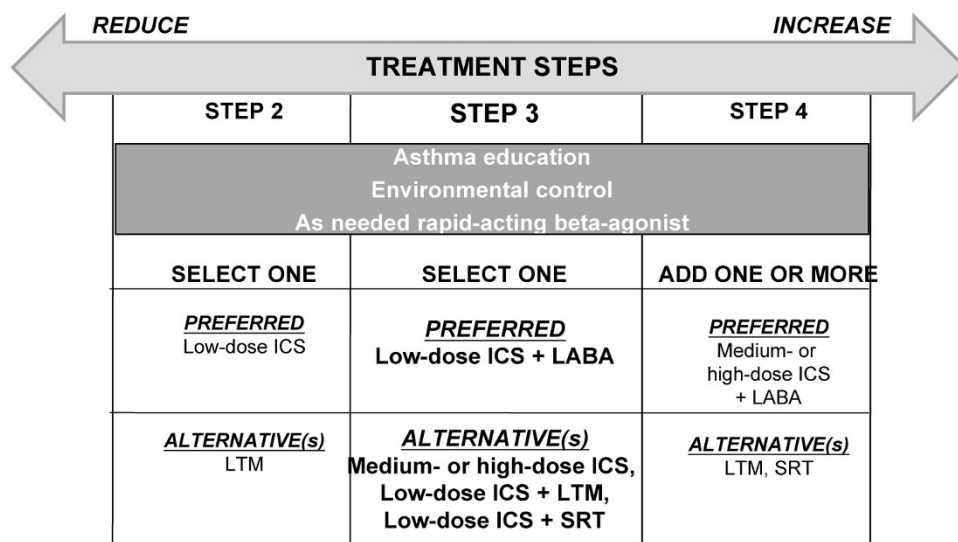 REDUCE
INCREASE
TREATMENT STEPS
STEP 2
STEP 3
STEP 4
Asthma education
Environmental control
As needed rapid-acting beta-agonist
SELECT ONE
SELECT ONE
ADD ONE OR MORE
PREFERRED
Low-dose ICS
PREFERRED
Low-dose ICS + LABA
PREFERRED
Medium- or
high-dose ICS
+ LABA
ALTERNATIVE(s)
LTM
ALTERNATIVE(s)
Medium- or high-dose ICS,
Low-dose ICS + LTM,
Low-dose ICS + SRT
ALTERNATIVE(s)
LTM, SRT